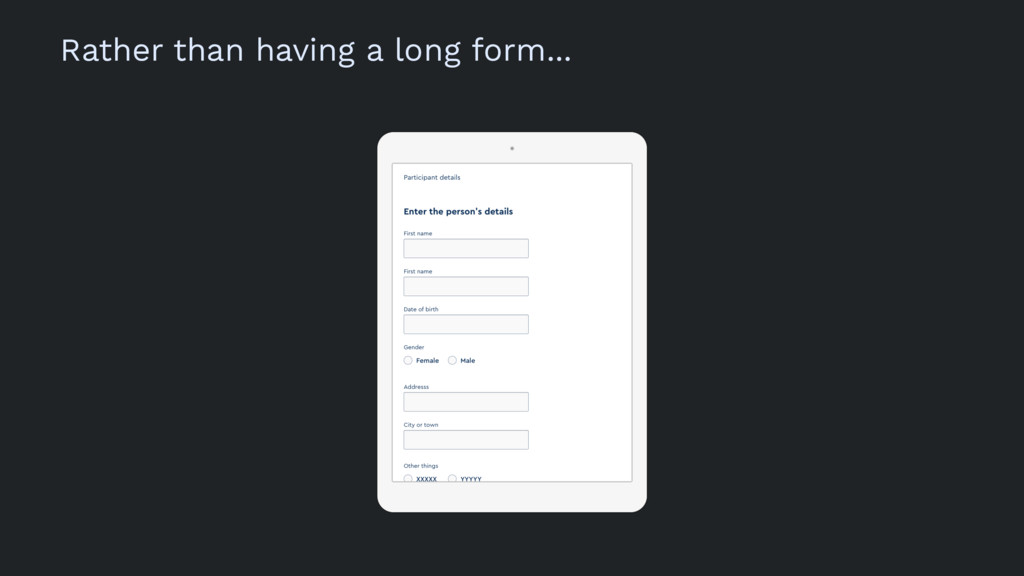 Rather than having a long form...
Participant details
Enter the person's details
First name
First name
Date of birth
Gender
Female Male
Addresss
City or town
Other things
XXXXX YYYYY